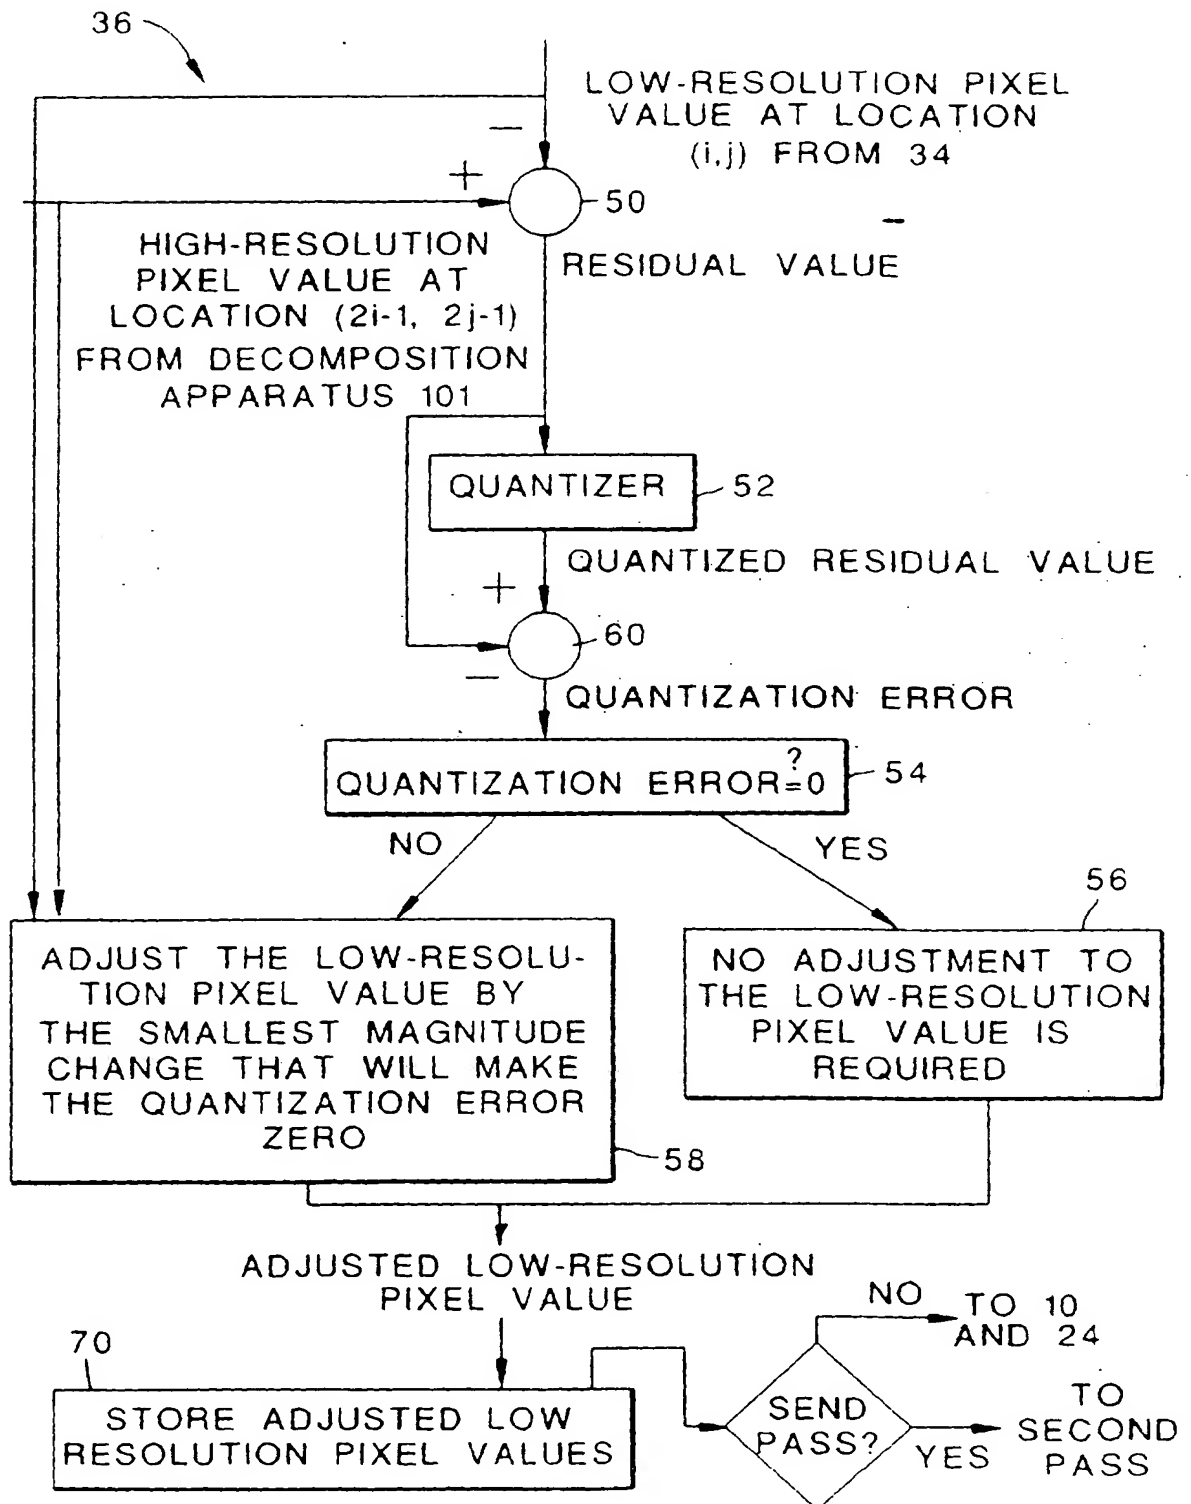 36
LOW-RESOLUTION PIXEL
VALUE AT LOCATION
(i,j) FROM 34
−
+
50
HIGH-RESOLUTION
PIXEL VALUE AT
LOCATION (2i-1, 2j-1)
FROM DECOMPOSITION
APPARATUS 101
RESIDUAL VALUE
QUANTIZER
52
QUANTIZED RESIDUAL VALUE
+
60
−
QUANTIZATION ERROR
QUANTIZATION ERROR=0
?
54
NO
YES
56
ADJUST THE LOW-RESOLU-
TION PIXEL VALUE BY
THE SMALLEST MAGNITUDE
CHANGE THAT WILL MAKE
THE QUANTIZATION ERROR
ZERO
58
NO ADJUSTMENT TO
THE LOW-RESOLUTION
PIXEL VALUE IS
REQUIRED
ADJUSTED LOW-RESOLUTION
PIXEL VALUE
70
STORE ADJUSTED LOW
RESOLUTION PIXEL VALUES
SEND
PASS?
NO
TO 10
AND 24
YES
TO
SECOND
PASS